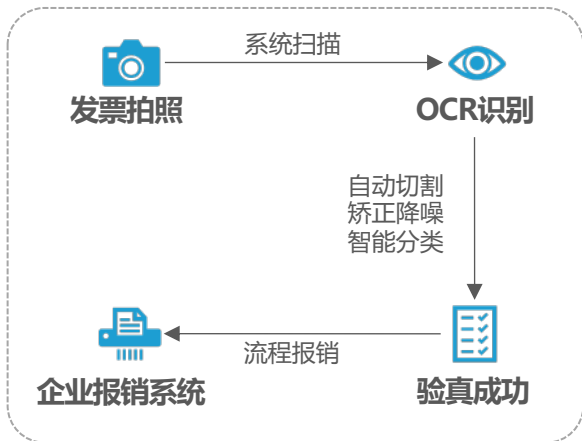 系统扫描
发票拍照
OCR识别
自动切割
矫正降噪
智能分类
流程报销
企业报销系统
验真成功